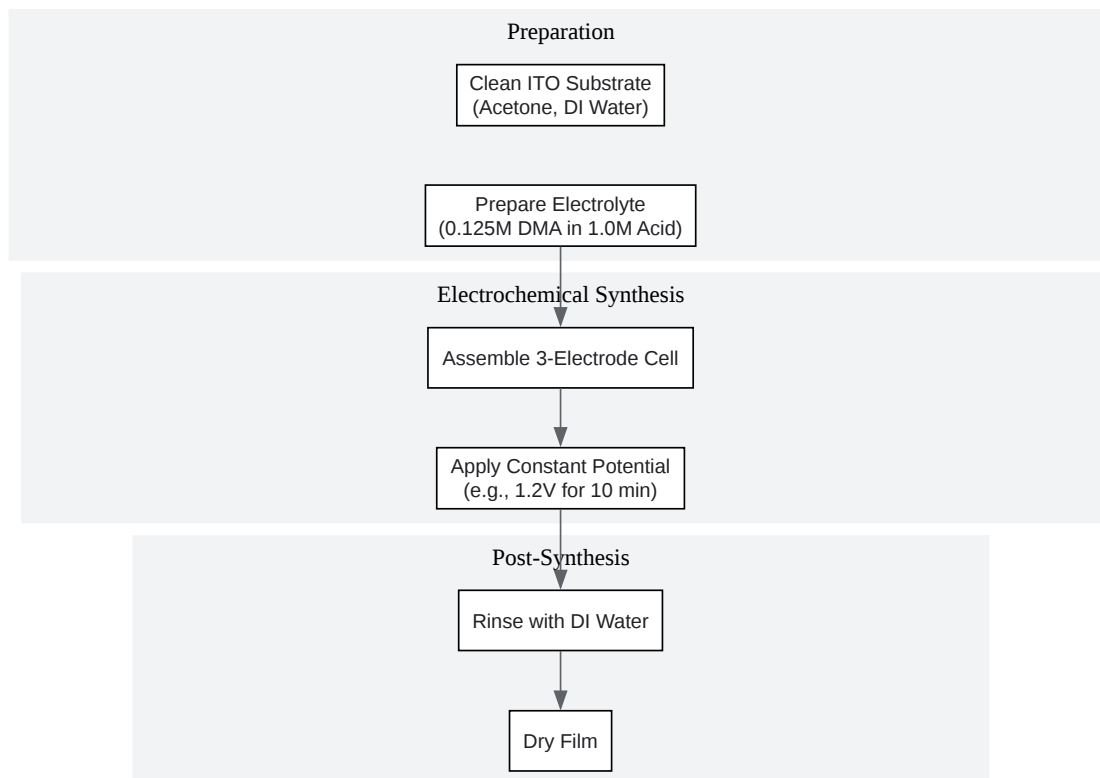 Preparation
Clean ITO Substrate
(Acetone, DI Water)
Prepare Electrolyte
(0.125M DMA in 1.0M Acid)
Electrochemical Synthesis
Assemble 3-Electrode Cell
Apply Constant Potential
(e.g., 1.2V for 10 min)
Post-Synthesis
Rinse with DI Water
Dry Film